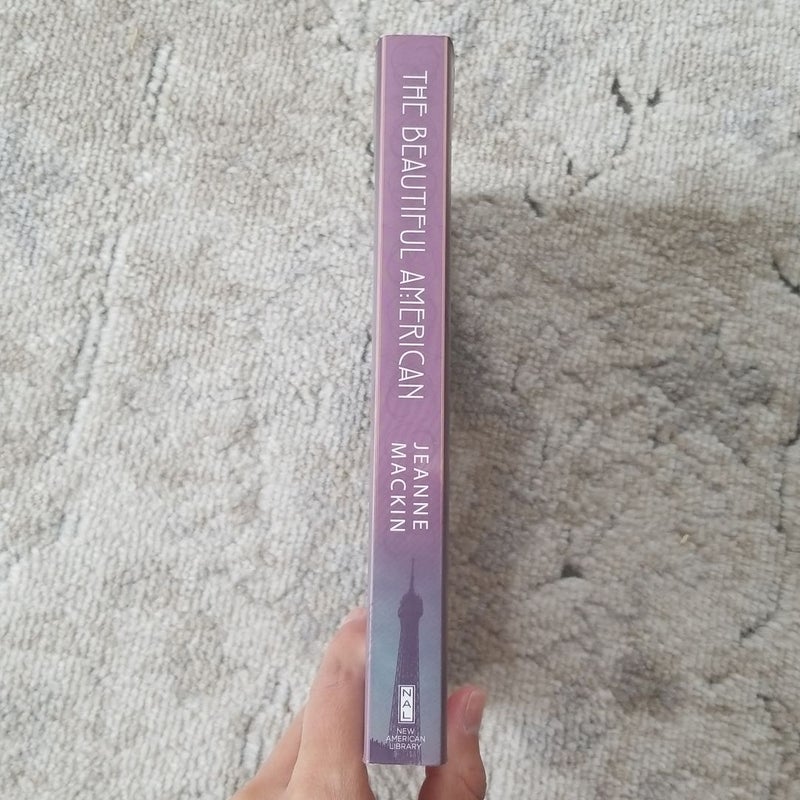 THE BEAUTIFUL AMERICAN
JEANNE
MACKIN
NAL
NEW
AMERICAN
LIBRARY